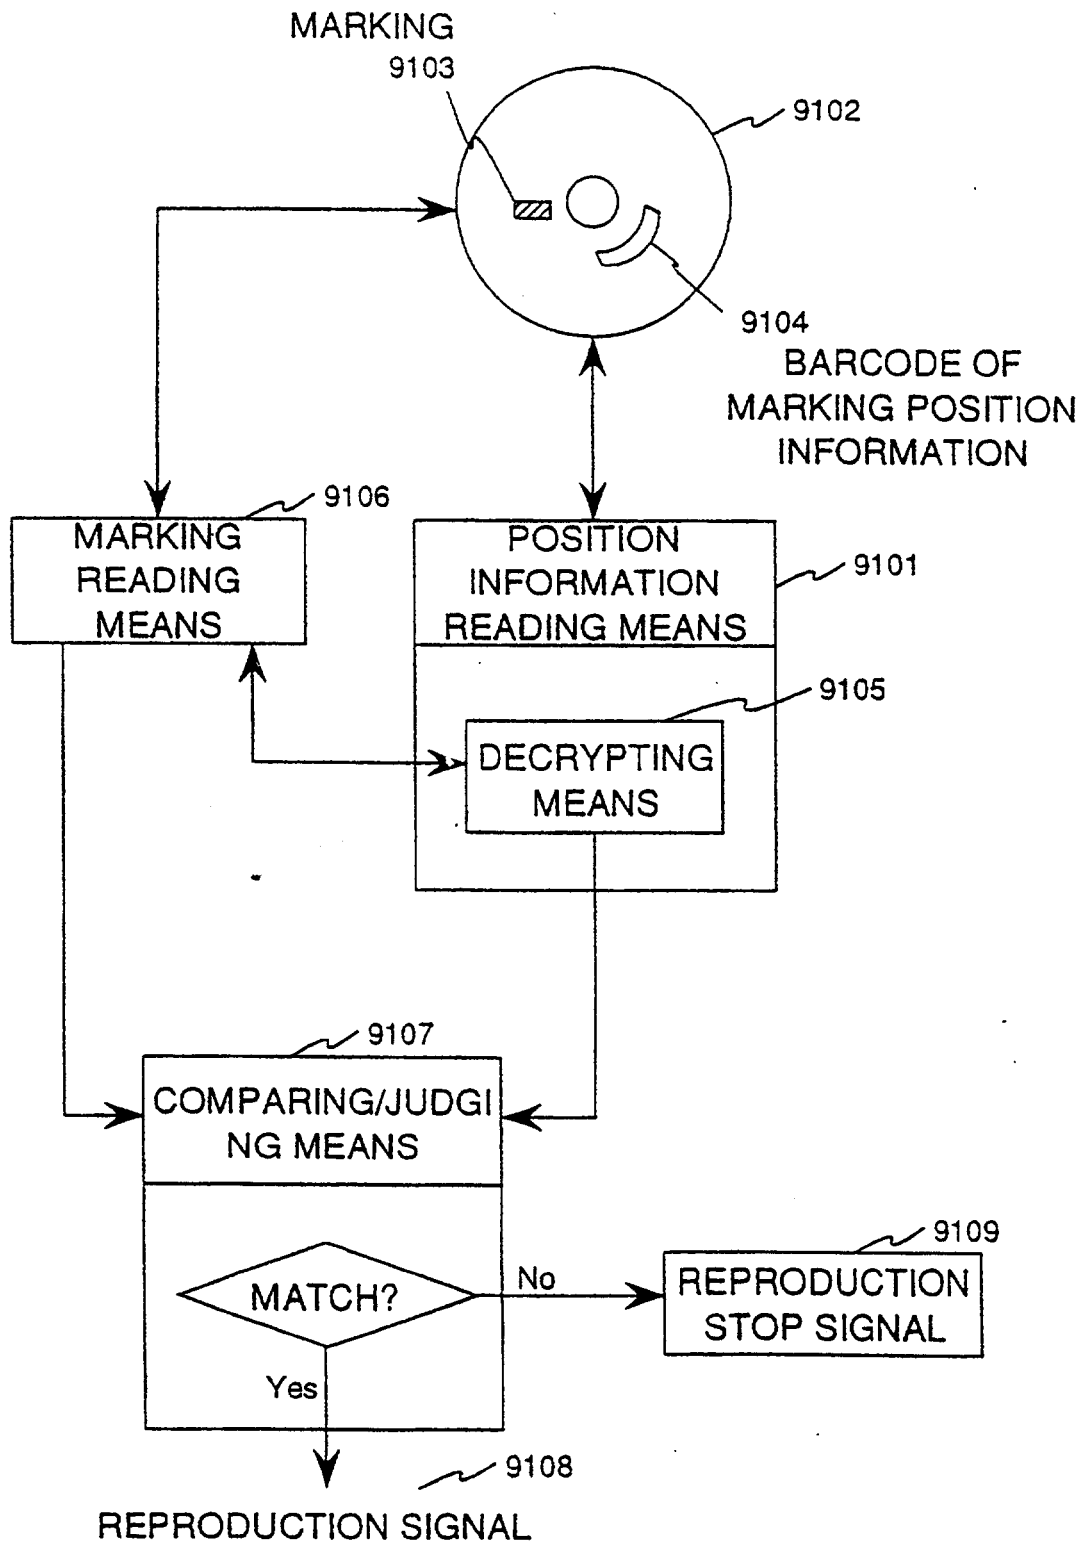 MARKING
9103
9102
9104
BARCODE OF
MARKING POSITION
INFORMATION
9106
MARKING
READING
MEANS
POSITION
INFORMATION
READING MEANS
9101
9105
DECRYPTING
MEANS
9107
COMPARING/JUDGI
NG MEANS
MATCH?
No
9109
REPRODUCTION
STOP SIGNAL
Yes
9108
REPRODUCTION SIGNAL